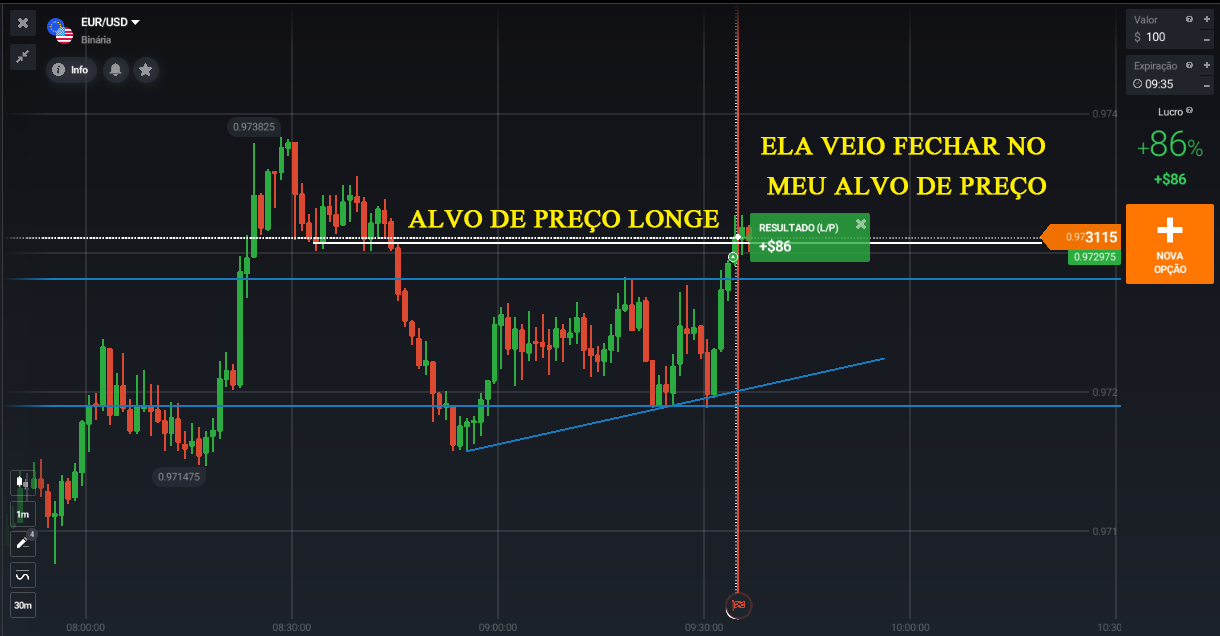 EUR/USD
Binária
Info
Valor
$ 100
Expiração
09:35
Lucro
+86%
+$86
NOVA
OPÇÃO
0.974
0.973825
ELA VEIO FECHAR NO
MEU ALVO DE PREÇO
ALVO DE PREÇO LONGE
RESULTADO (L/P)
+$86
0.973115
0.972975
0.972
0.971475
0.971
4
1m
30m
08:00:00
08:30:00
09:00:00
09:30:00
10:00:00
10:30